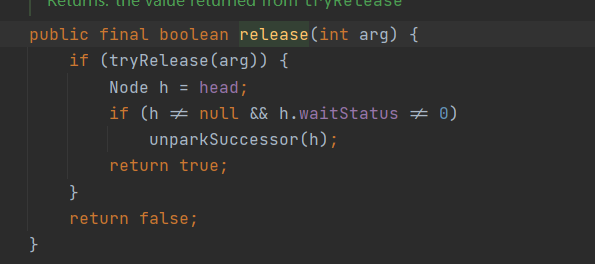 Returns: the value returned from tryRelease
public final boolean release(int arg) {
if (tryRelease(arg)) {
Node h = head;
if (h ≠ null && h.waitStatus ≠ 0)
unparkSuccessor(h);
return true;
}
return false;
}